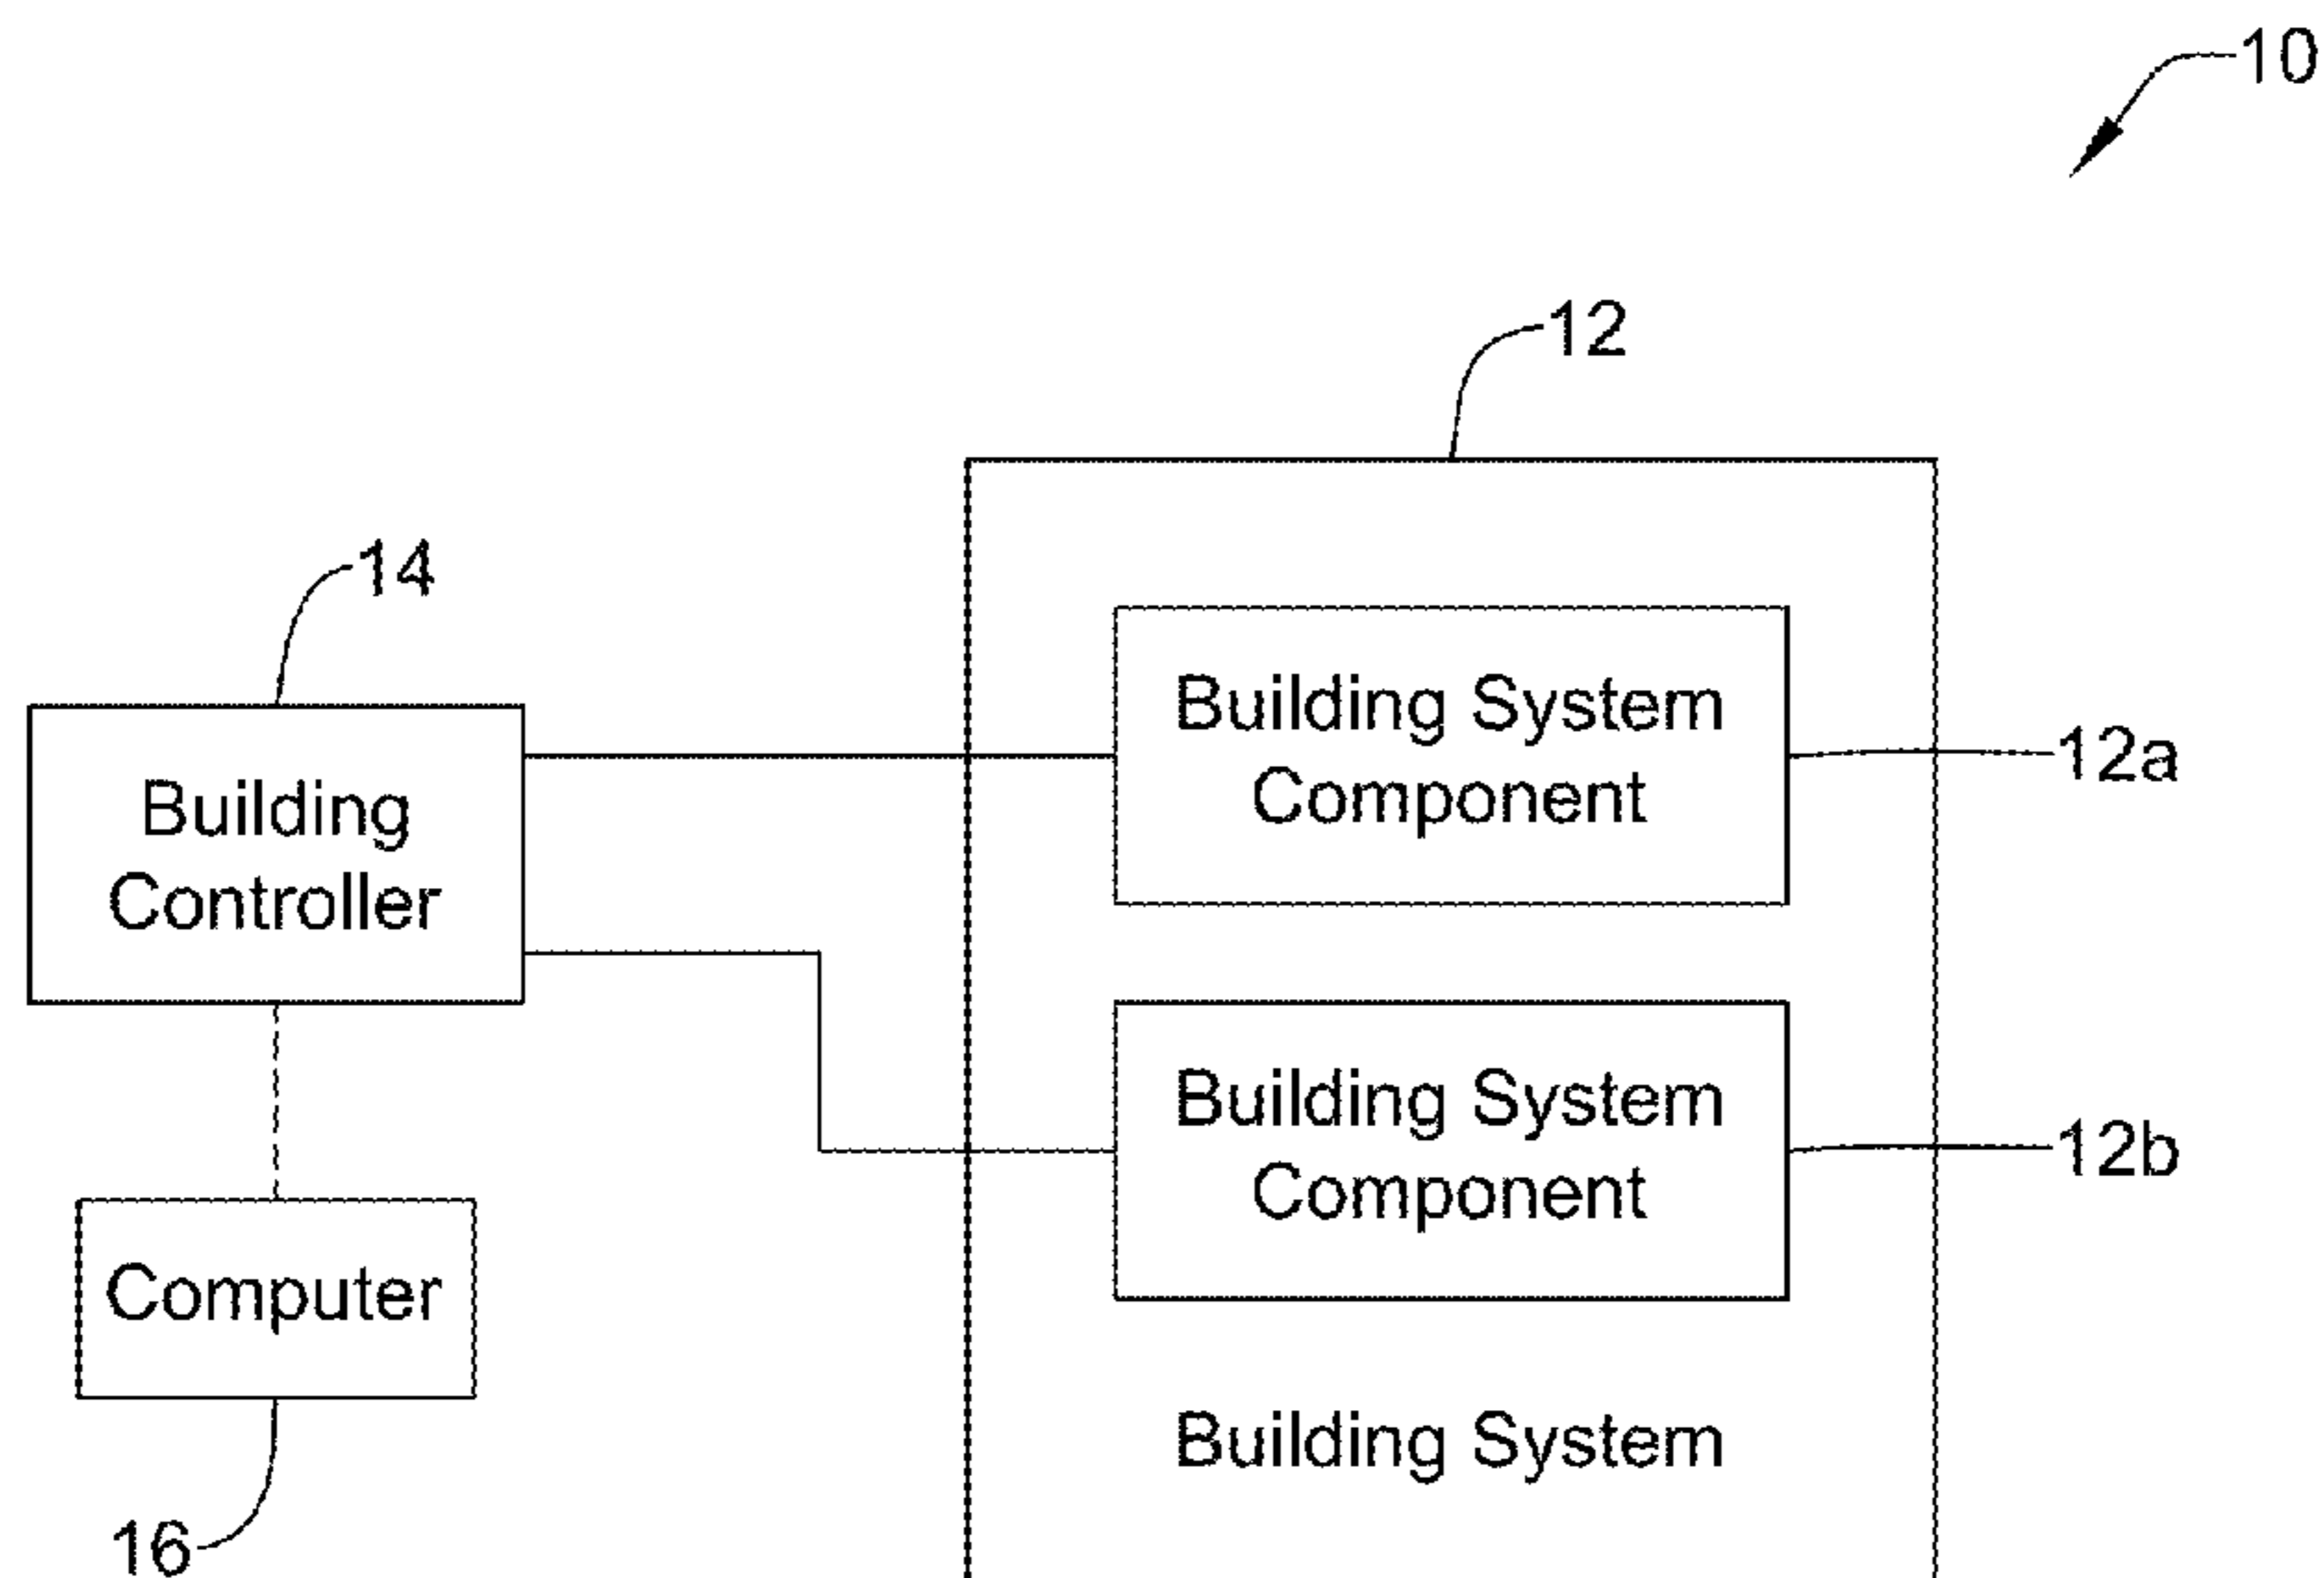 10
12
14
Building System
Component
12a
Building
Controller
Building System
Component
12b
Computer
Building System
16